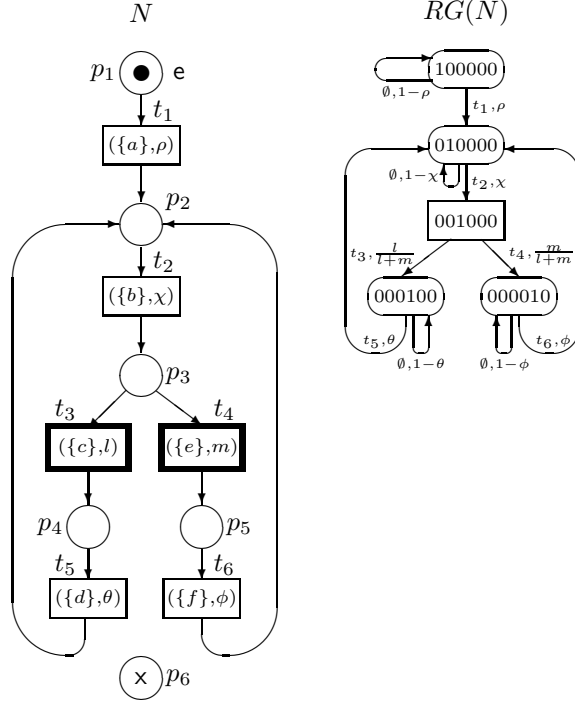 N
RG(N)
p₁
e
t₁
({a},ρ)
p₂
t₂
({b},χ)
p₃
t₃
t₄
({c},l)
({e},m)
p₄
p₅
t₅
t₆
({d},θ)
({f},ϕ)
x
p₆
100000
∅,1−ρ
t₁,ρ
010000
∅,1−χ
t₂,χ
001000
t₃, l/(l+m)
t₄, m/(l+m)
000100
000010
t₅,θ
∅,1−θ
∅,1−ϕ
t₆,ϕ